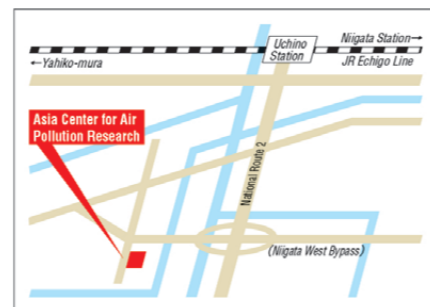 Niigata Station→
Uchino
Station
←Yahiko-mura
JR Echigo Line
Asia Center for Air
Pollution Research
National Route 2
(Niigata West Bypass)